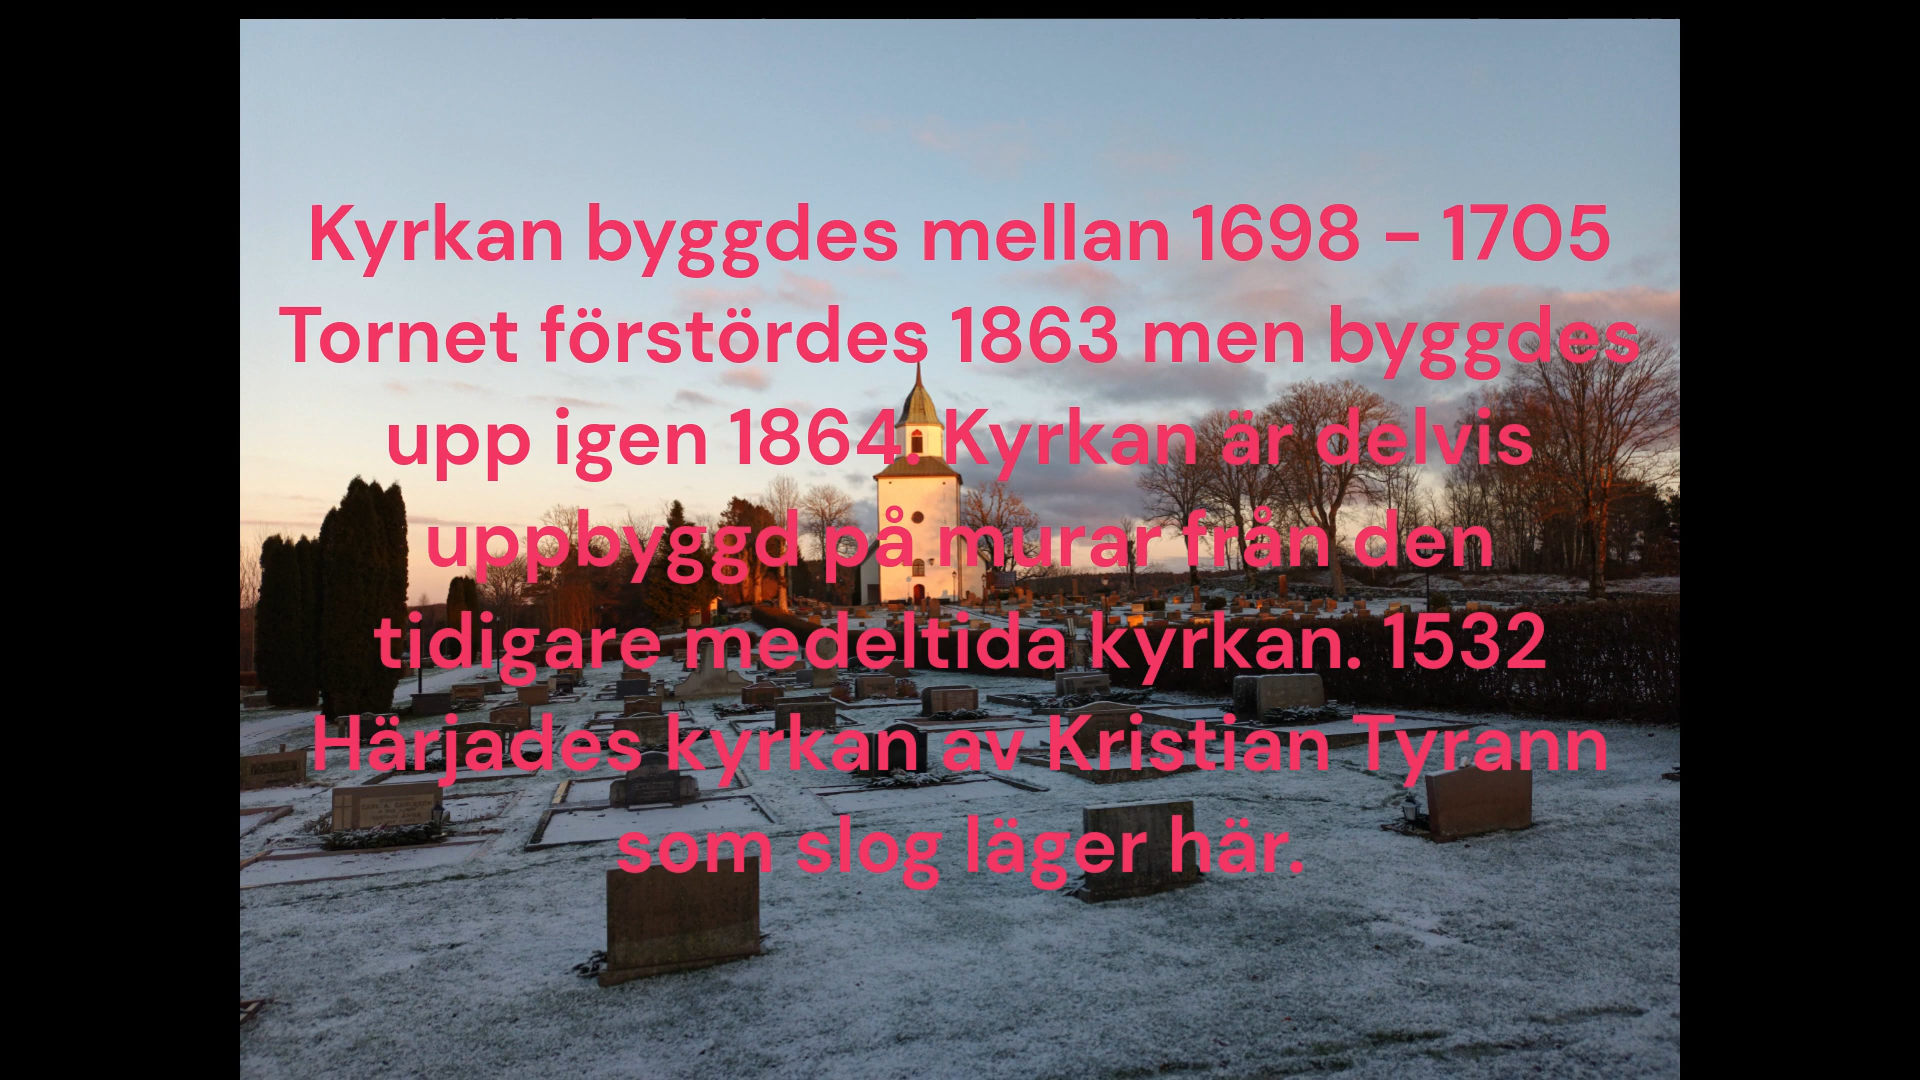 Kyrkan byggdes mellan 1698 - 1705
Tornet förstördes 1863 men byggdes
upp igen 1864. Kyrkan är delvis
uppbyggd på murar från den
tidigare medeltida kyrkan. 1532
Härjades kyrkan av Kristian Tyrann
som slog läger här.